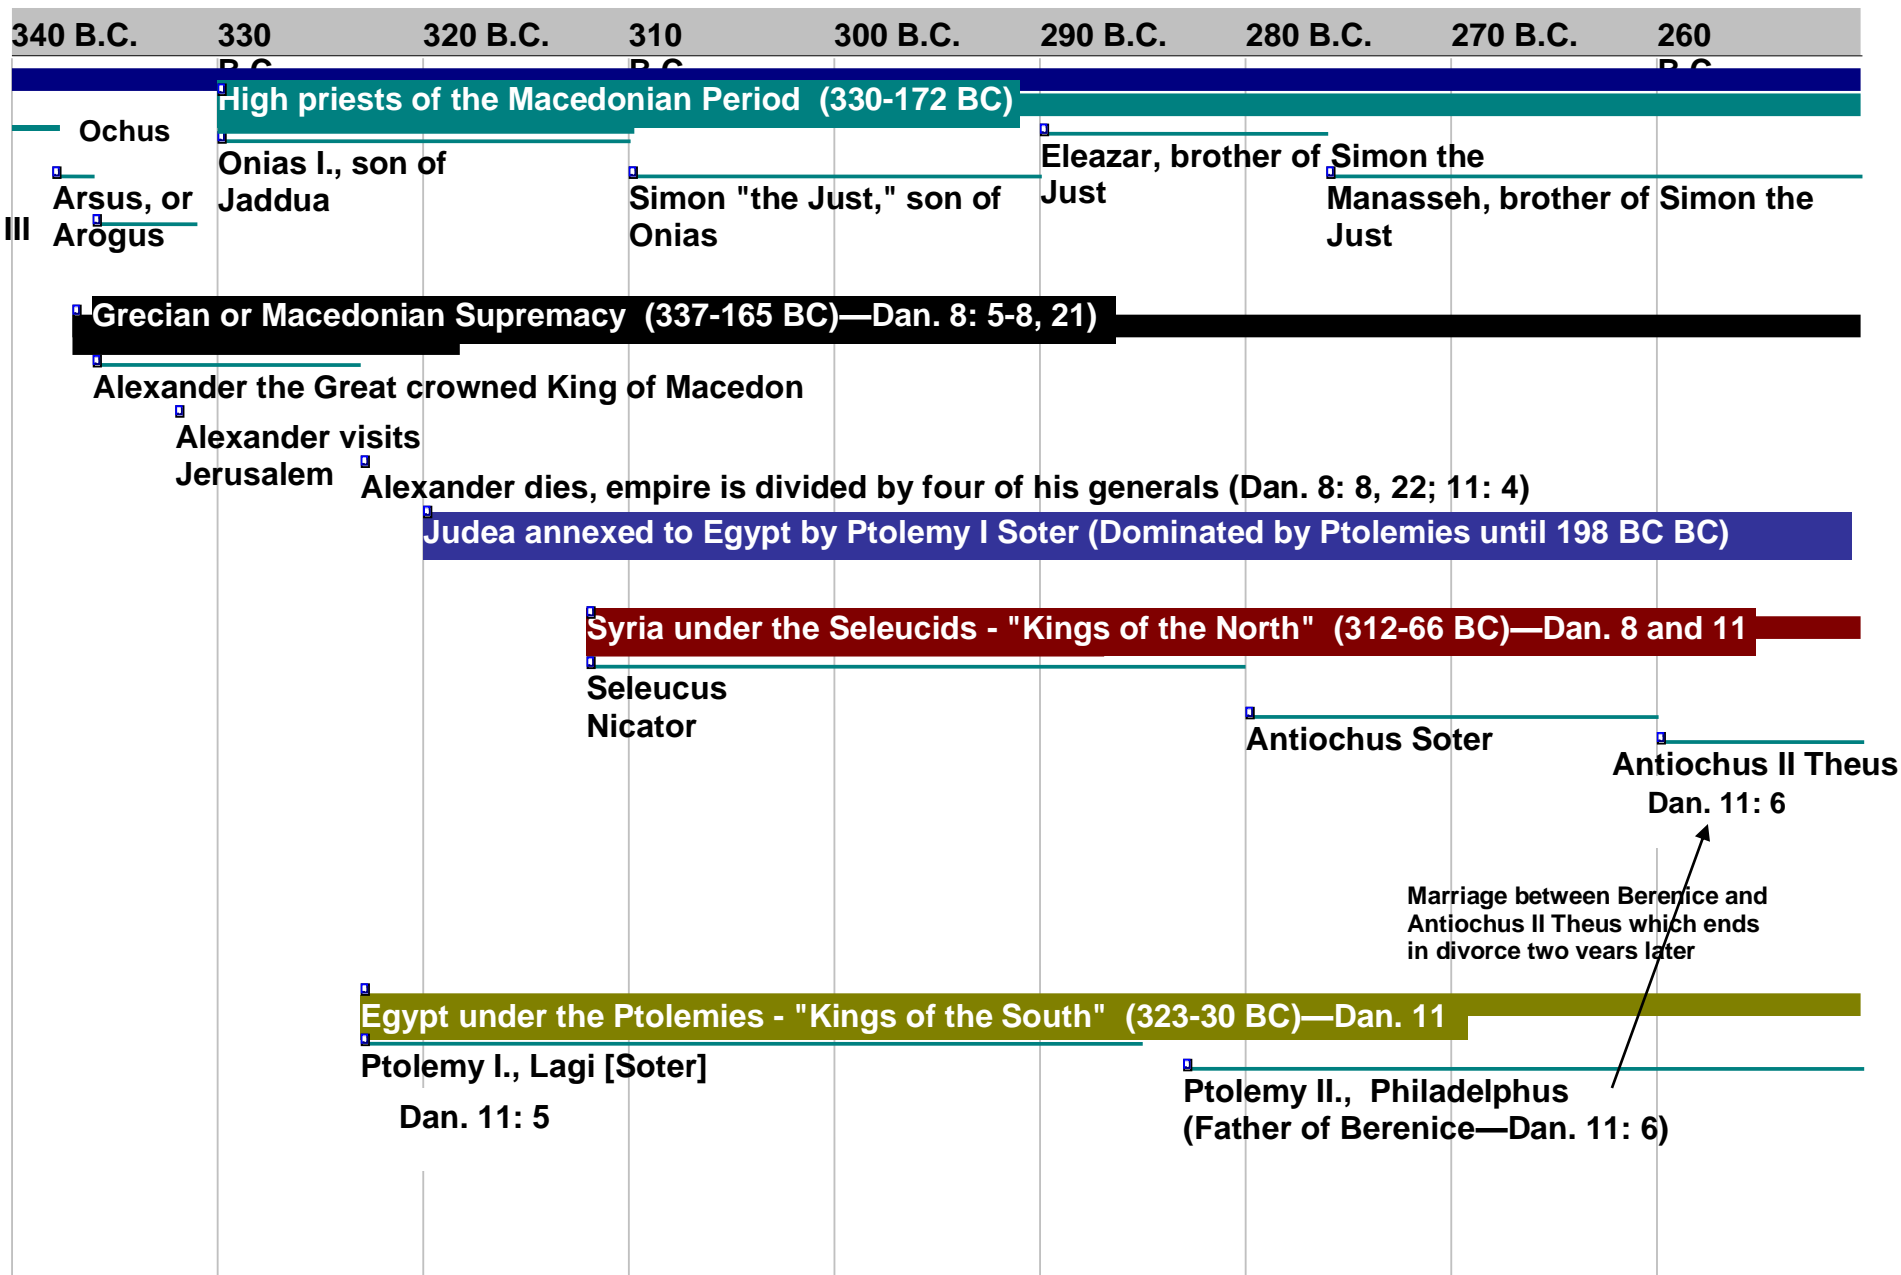 340 B.C. 330 B.C. 320 B.C. 310 B.C. 300 B.C. 290 B.C. 280 B.C. 270 B.C. 260 B.C.
High priests of the Macedonian Period (330-172 BC)
Ochus
Onias I., son of
Jaddua
Eleazar, brother of Simon the
Just
Arsus, or
Arogus
III
Simon "the Just," son of
Onias
Manasseh, brother of Simon the
Just
Grecian or Macedonian Supremacy (337-165 BC)—Dan. 8: 5-8, 21)
Alexander the Great crowned King of Macedon
Alexander visits
Jerusalem
Alexander dies, empire is divided by four of his generals (Dan. 8: 8, 22; 11: 4)
Judea annexed to Egypt by Ptolemy I Soter (Dominated by Ptolemies until 198 BC BC)
Syria under the Seleucids - "Kings of the North" (312-66 BC)—Dan. 8 and 11
Seleucus
Nicator
Antiochus Soter
Antiochus II Theus
Dan. 11: 6
Marriage between Berenice and
Antiochus II Theus which ends
in divorce two years later
Egypt under the Ptolemies - "Kings of the South" (323-30 BC)—Dan. 11
Ptolemy I., Lagi [Soter]
Dan. 11: 5
Ptolemy II., Philadelphus
(Father of Berenice—Dan. 11: 6)